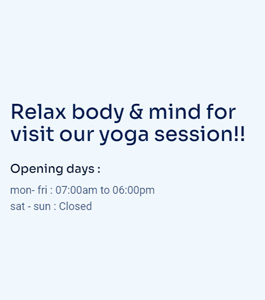 Relax body & mind for
visit our yoga session!!
Opening days :
mon- fri : 07:00am to 06:00pm
sat - sun : Closed